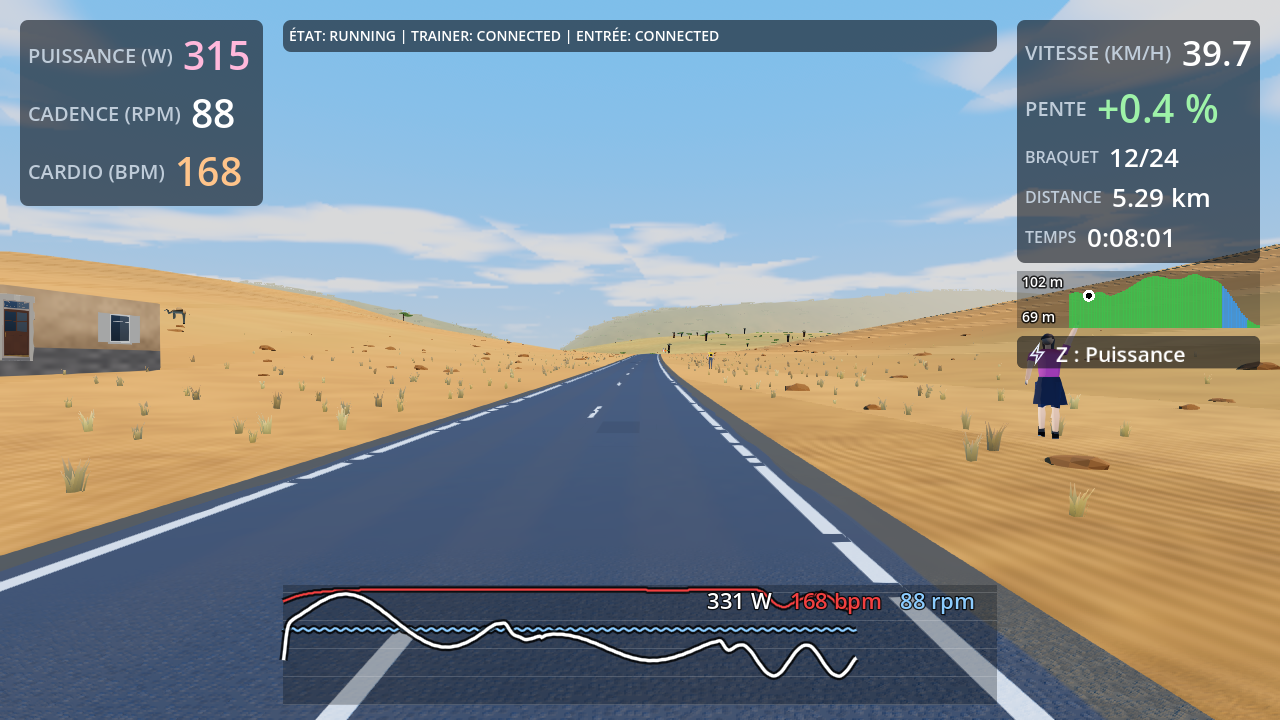 PUISSANCE (W) 315
CADENCE (RPM) 88
CARDIO (BPM) 168
ÉTAT: RUNNING | TRAINER: CONNECTED | ENTRÉE: CONNECTED
VITESSE (KM/H) 39.7
PENTE +0.4 %
BRAQUET 12/24
DISTANCE 5.29 km
TEMPS 0:08:01
102 m
69 m
Z : Puissance
331 W 168 bpm 88 rpm